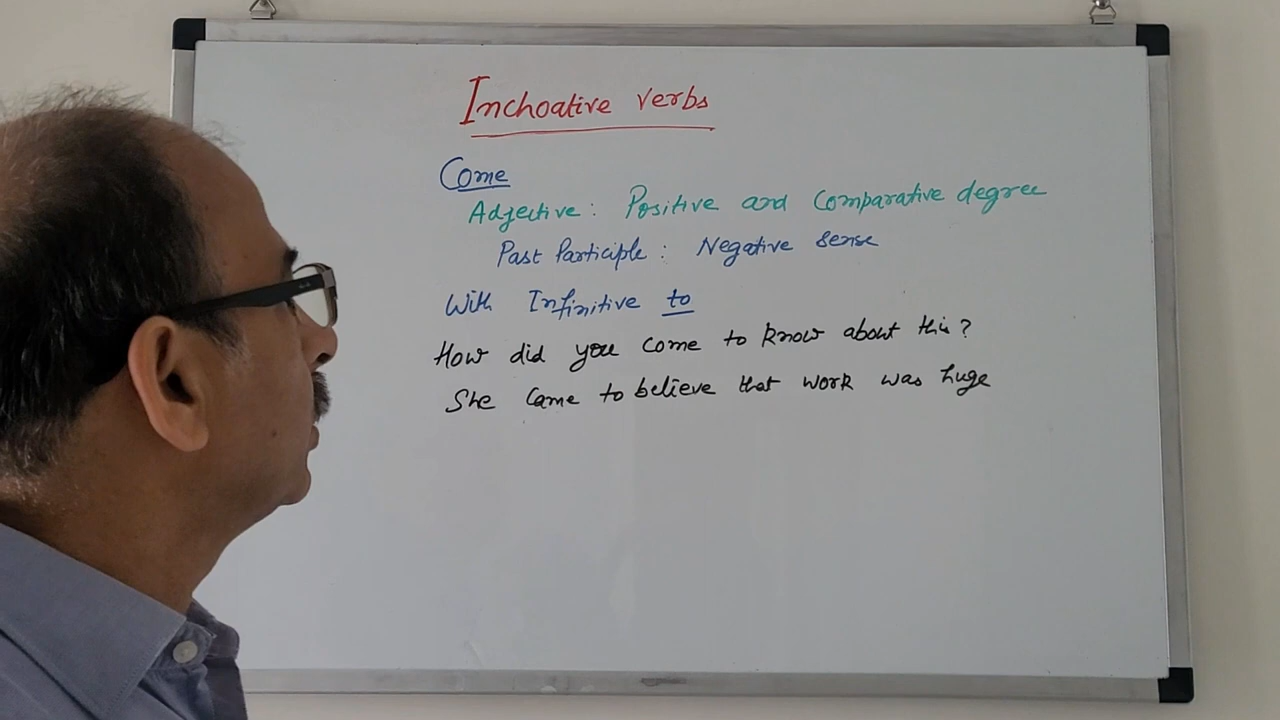 Inchoative verbs
Come
Adjective: Positive and Comparative degree
Past Participle: Negative sense
With Infinitive to
How did you come to know about this?
She came to believe that work was huge